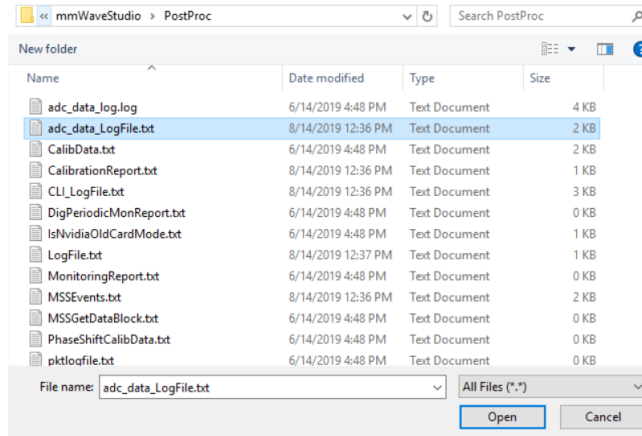 « mmWaveStudio > PostProc Search PostProc
New folder
Name Date modified Type Size
adc_data_log.log 6/14/2019 4:48 PM Text Document 4 KB
adc_data_LogFile.txt 8/14/2019 12:36 PM Text Document 2 KB
CalibData.txt 6/14/2019 4:48 PM Text Document 2 KB
CalibrationReport.txt 8/14/2019 12:36 PM Text Document 1 KB
CLI_LogFile.txt 8/14/2019 12:36 PM Text Document 3 KB
DigPeriodicMonReport.txt 6/14/2019 4:48 PM Text Document 0 KB
IsNvidiaOldCardMode.txt 6/14/2019 4:48 PM Text Document 1 KB
LogFile.txt 8/14/2019 12:37 PM Text Document 1 KB
MonitoringReport.txt 6/14/2019 4:48 PM Text Document 0 KB
MSSEvents.txt 8/14/2019 12:36 PM Text Document 2 KB
MSSGetDataBlock.txt 6/14/2019 4:48 PM Text Document 0 KB
PhaseShiftCalibData.txt 6/14/2019 4:48 PM Text Document 0 KB
pktlogfile.txt 6/14/2019 4:48 PM Text Document 0 KB
File name: adc_data_LogFile.txt All Files (*.*)
Open Cancel